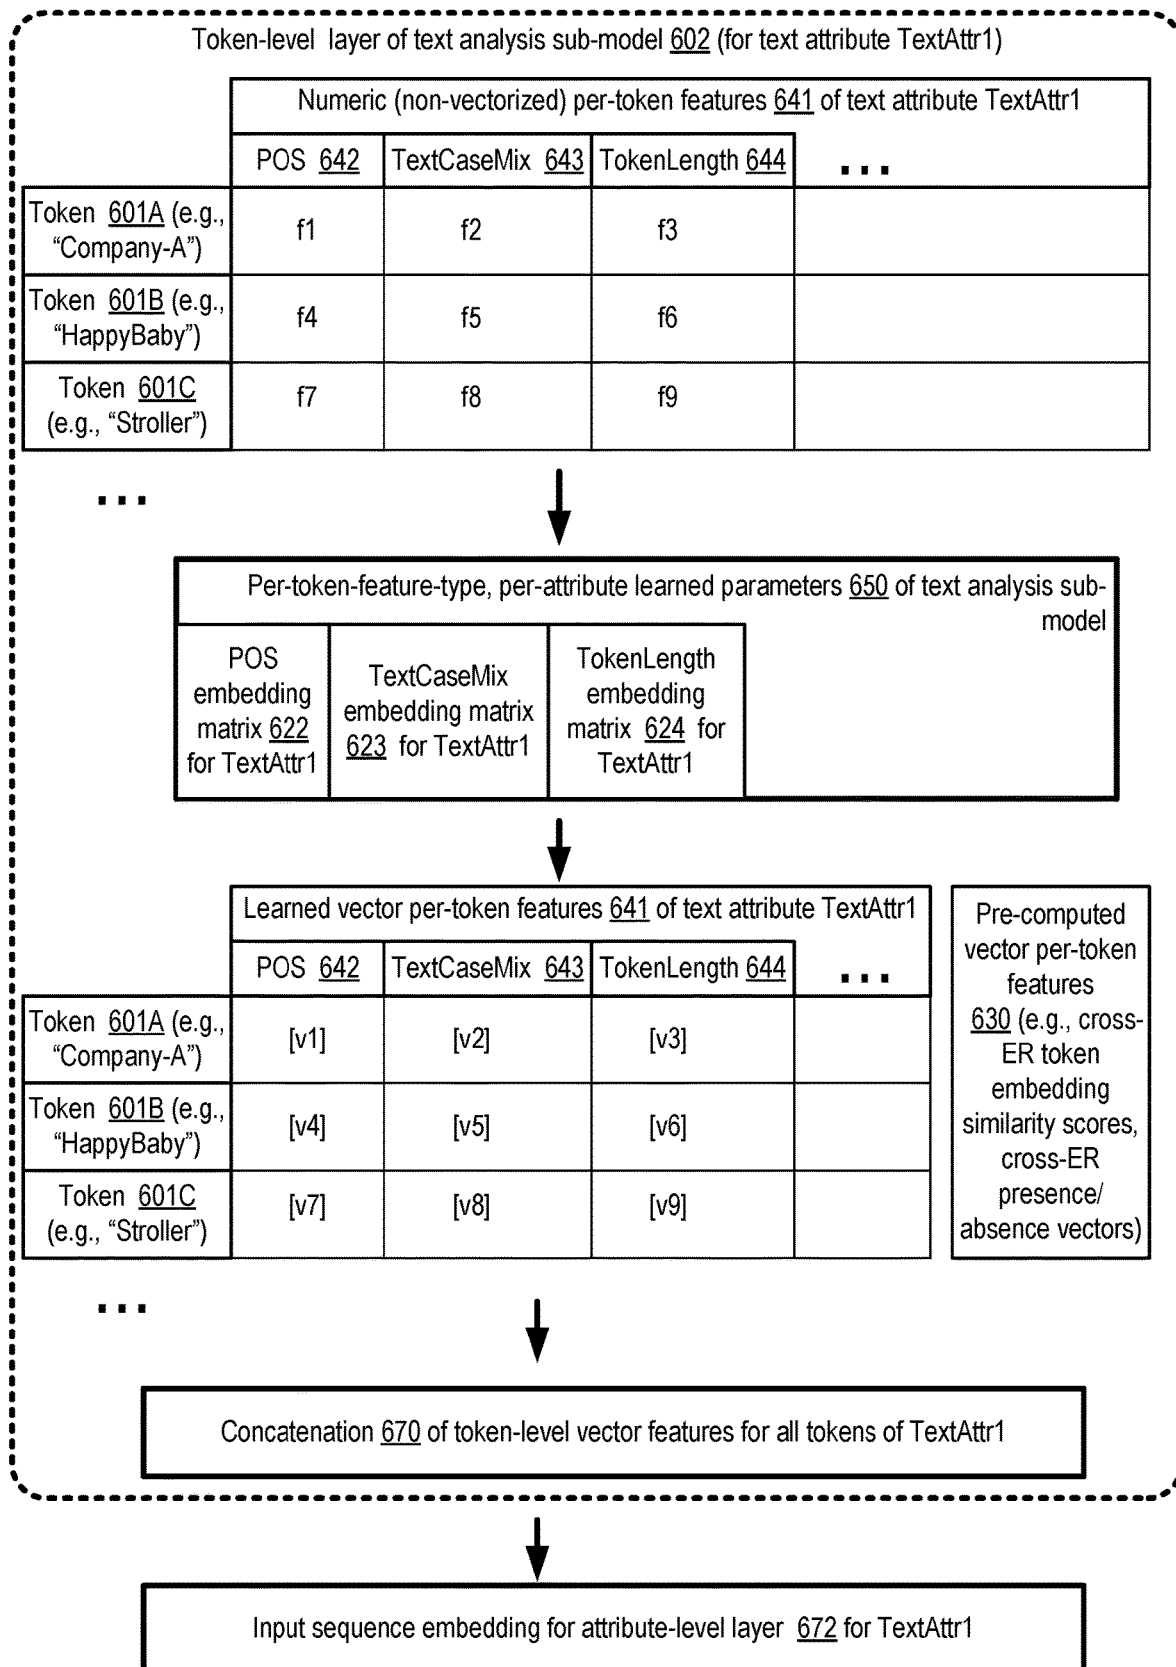 Token-level layer of text analysis sub-model 602 (for text attribute TextAttr1)
Numeric (non-vectorized) per-token features 641 of text attribute TextAttr1
POS 642 TextCaseMix 643 TokenLength 644 ...
Token 601A (e.g.,
“Company-A”)
f1 f2 f3
Token 601B (e.g.,
“HappyBaby”)
f4 f5 f6
Token 601C
(e.g., “Stroller”)
f7 f8 f9
...
Per-token-feature-type, per-attribute learned parameters 650 of text analysis sub-
model
POS
embedding
matrix 622
for TextAttr1
TextCaseMix
embedding matrix
623 for TextAttr1
TokenLength
embedding
matrix 624 for
TextAttr1
Learned vector per-token features 641 of text attribute TextAttr1
POS 642 TextCaseMix 643 TokenLength 644 ...
Token 601A (e.g.,
“Company-A”)
[v1] [v2] [v3]
Token 601B (e.g.,
“HappyBaby”)
[v4] [v5] [v6]
Token 601C
(e.g., “Stroller”)
[v7] [v8] [v9]
...
Pre-computed
vector per-token
features
630 (e.g., cross-
ER token
embedding
similarity scores,
cross-ER
presence/
absence vectors)
Concatenation 670 of token-level vector features for all tokens of TextAttr1
Input sequence embedding for attribute-level layer 672 for TextAttr1